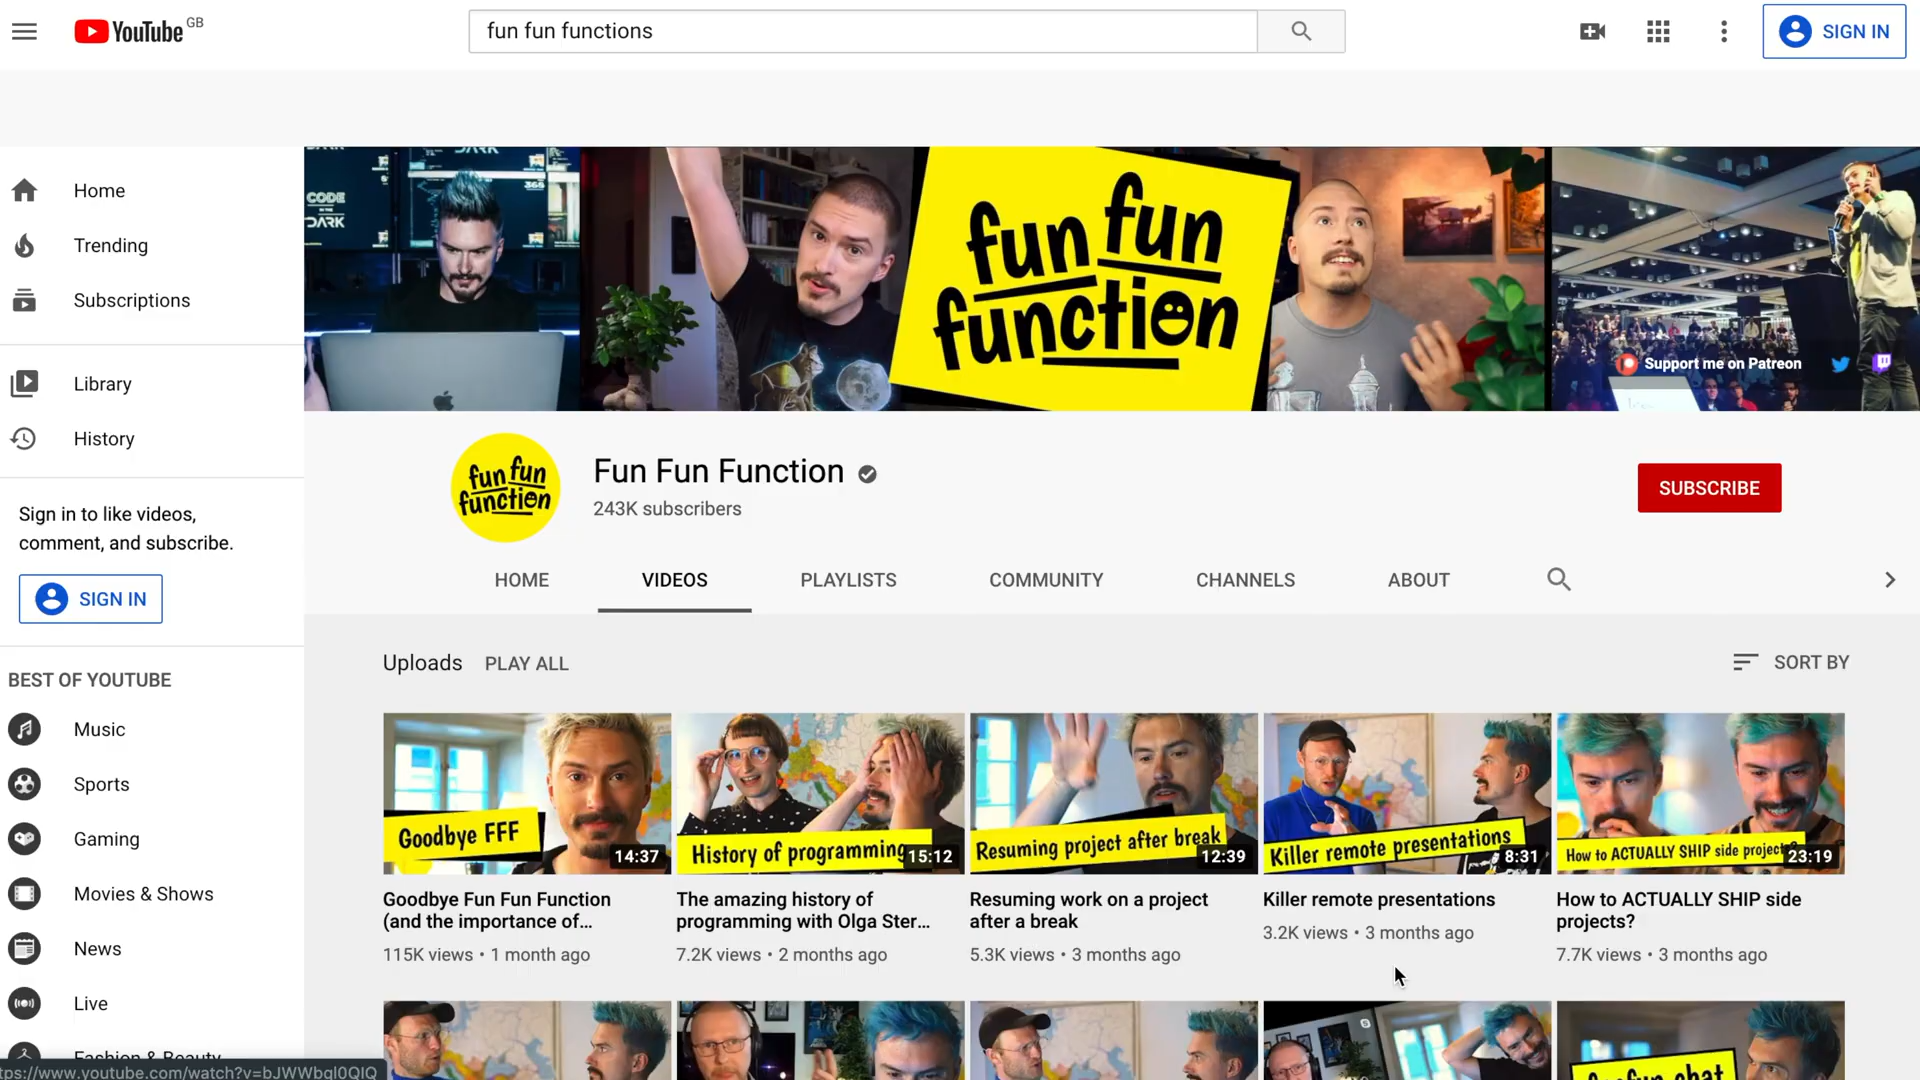 YouTube GB
fun fun functions
SIGN IN
Home
Trending
Subscriptions
Library
History
Sign in to like videos,
comment, and subscribe.
SIGN IN
BEST OF YOUTUBE
Music
Sports
Gaming
Movies & Shows
News
Live
Fashion & Beauty
CODE
DARK
fun fun
function
Support me on Patreon
fun fun
function
Fun Fun Function
243K subscribers
SUBSCRIBE
HOME
VIDEOS
PLAYLISTS
COMMUNITY
CHANNELS
ABOUT
Uploads
PLAY ALL
SORT BY
Goodbye FFF
14:37
Goodbye Fun Fun Function
(and the importance of...
115K views • 1 month ago
History of programming
15:12
The amazing history of
programming with Olga Ster...
7.2K views • 2 months ago
Resuming project after break
12:39
Resuming work on a project
after a break
5.3K views • 3 months ago
Killer remote presentations
8:31
Killer remote presentations
3.2K views • 3 months ago
How to ACTUALLY SHIP side
23:19
How to ACTUALLY SHIP side
projects?
7.7K views • 3 months ago
chat